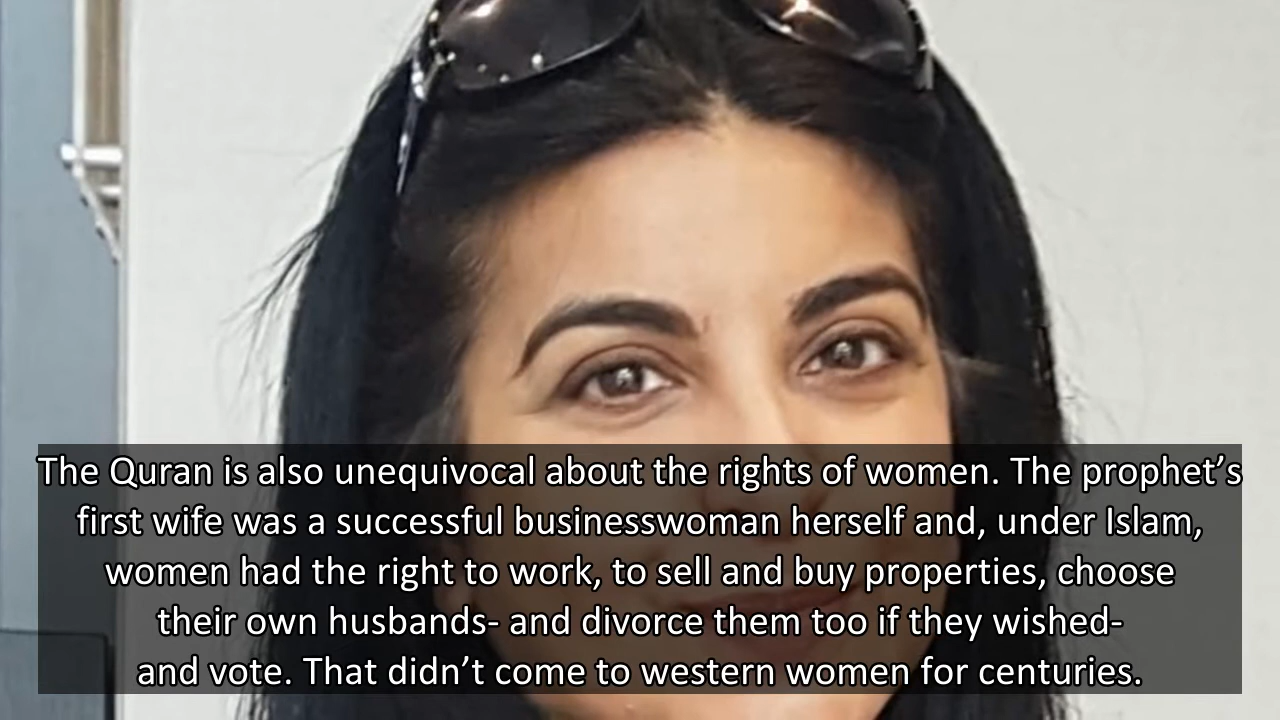 The Quran is also unequivocal about the rights of women. The prophet’s
first wife was a successful businesswoman herself and, under Islam,
women had the right to work, to sell and buy properties, choose
their own husbands- and divorce them too if they wished-
and vote. That didn’t come to western women for centuries.